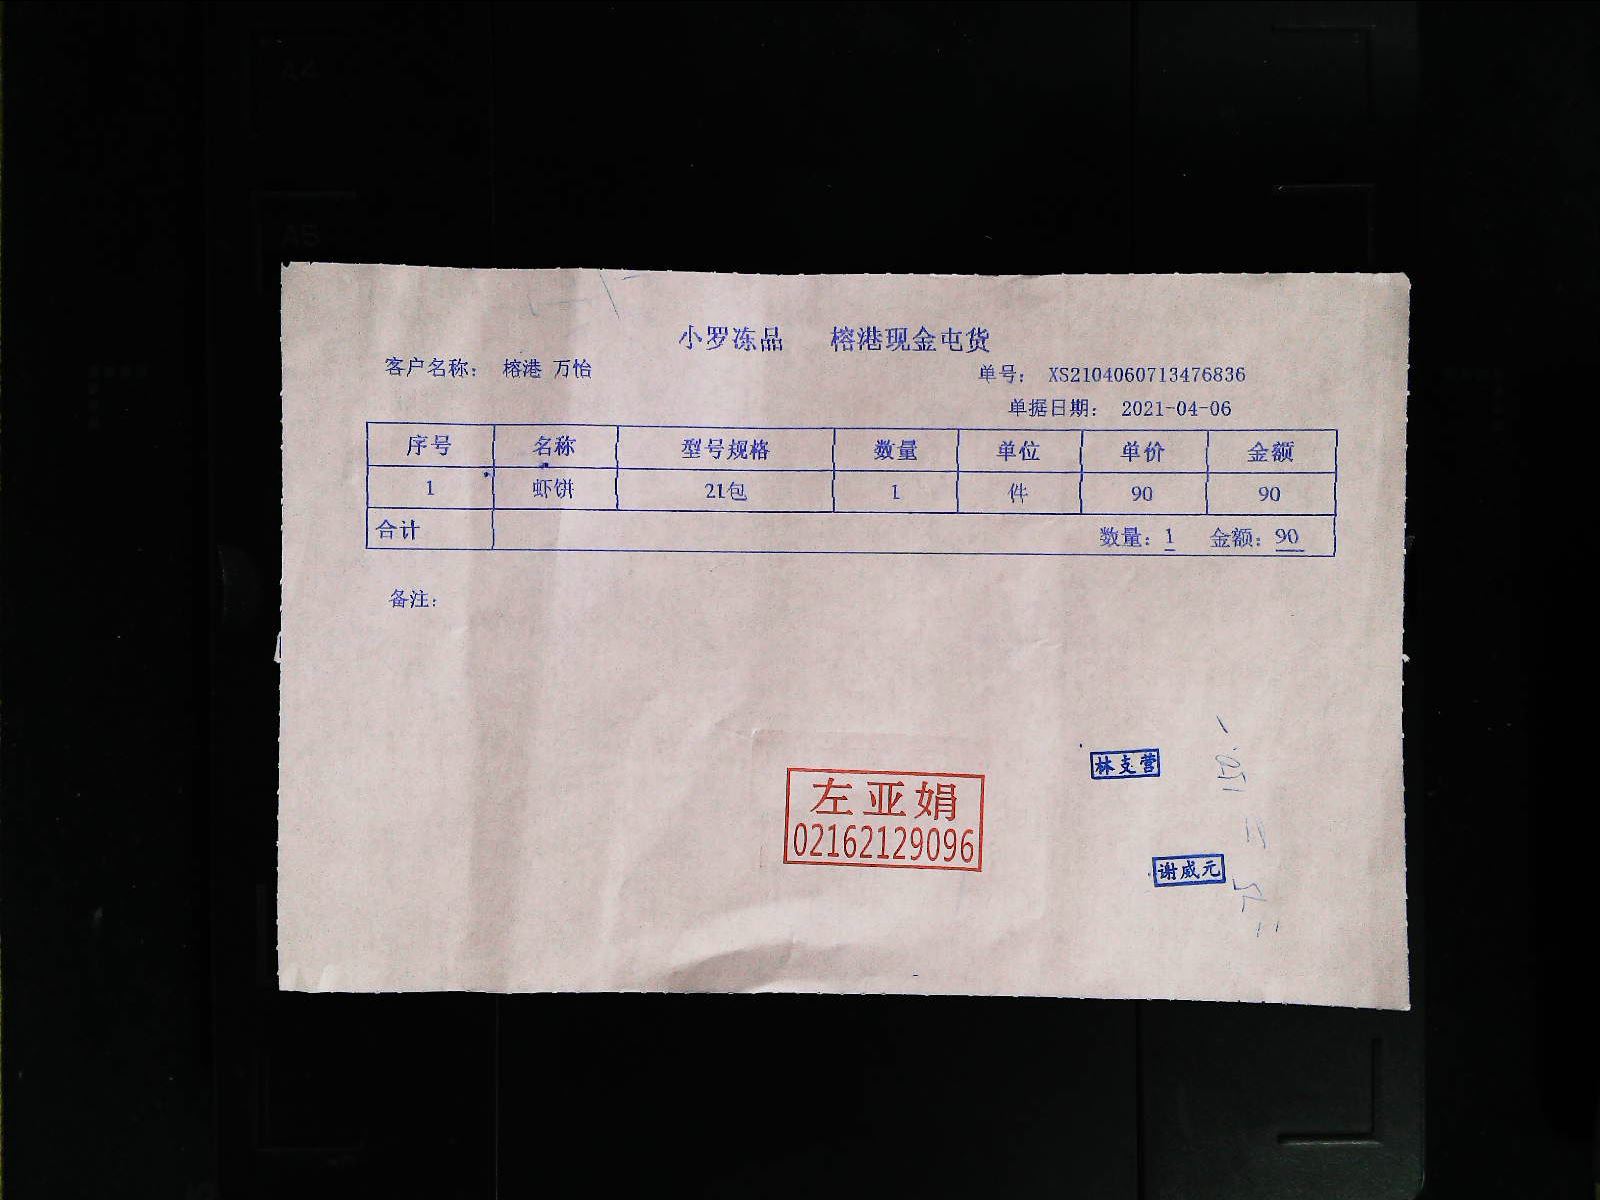 小罗冻品 榕港现金屯货
客户名称： 榕港 万怡
单号： XS2104060713476836
单据日期： 2021-04-06
序号 名称 型号规格 数量 单位 单价 金额
1 虾饼 21包 1 件 90 90
合计 数量：1 金额：90
备注：
林支营
左亚娟
02162129096
谢威元